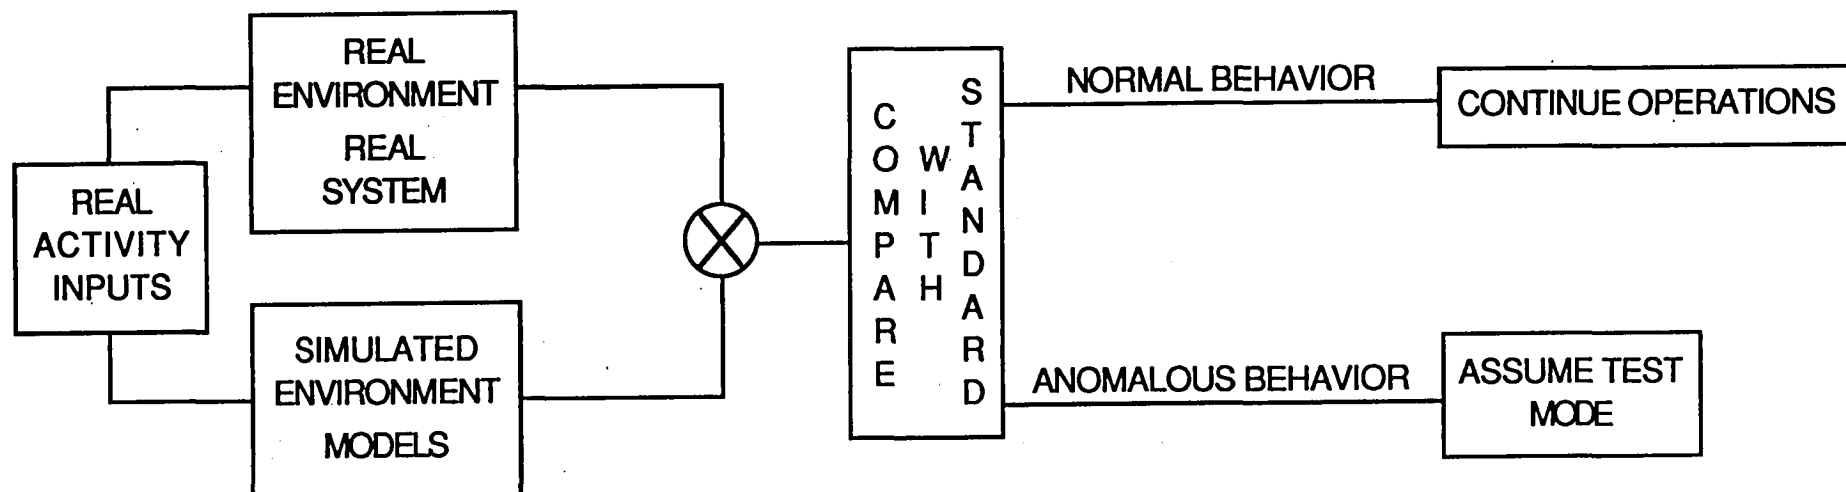 REAL
ACTIVITY
INPUTS
REAL
ENVIRONMENT
REAL
SYSTEM
SIMULATED
ENVIRONMENT
MODELS
COMPARE
WITH
STANDARD
NORMAL BEHAVIOR
CONTINUE OPERATIONS
ANOMALOUS BEHAVIOR
ASSUME TEST
MODE